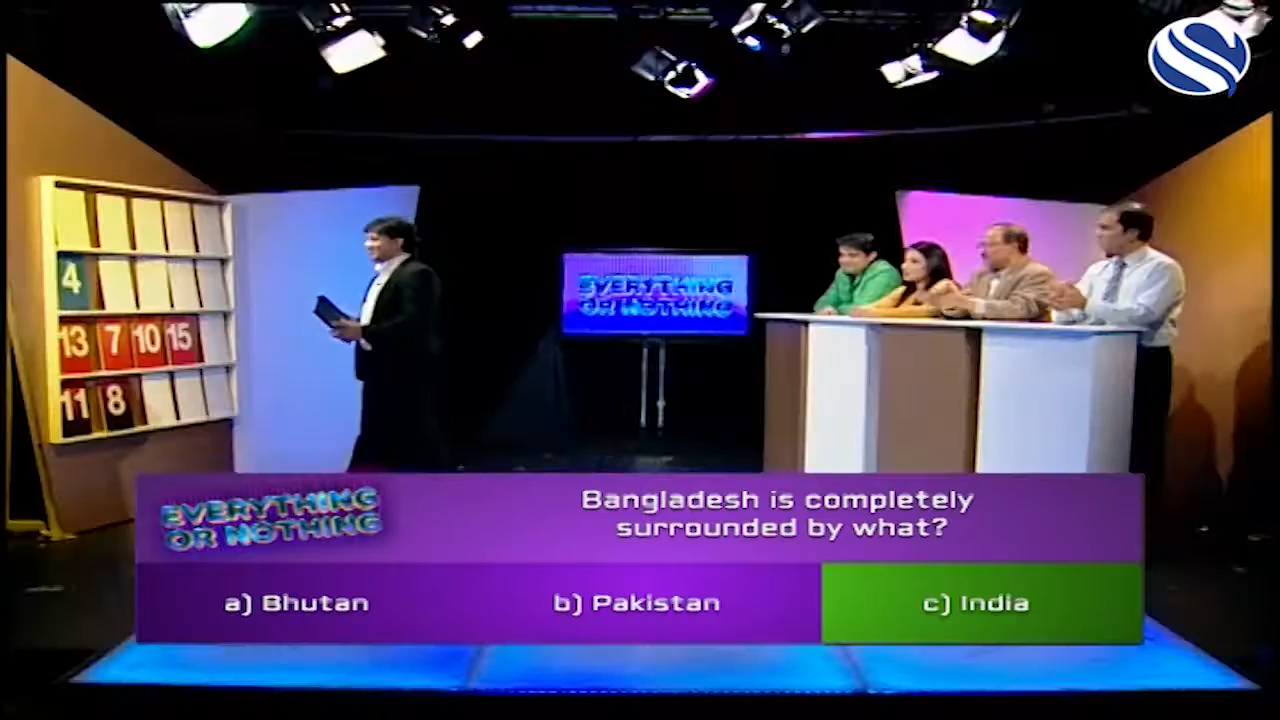 S
4
13 7 10 15
11 8
EVERYTHING
OR NOTHING
EVERYTHING
OR NOTHING
Bangladesh is completely
surrounded by what?
a) Bhutan
b) Pakistan
c) India